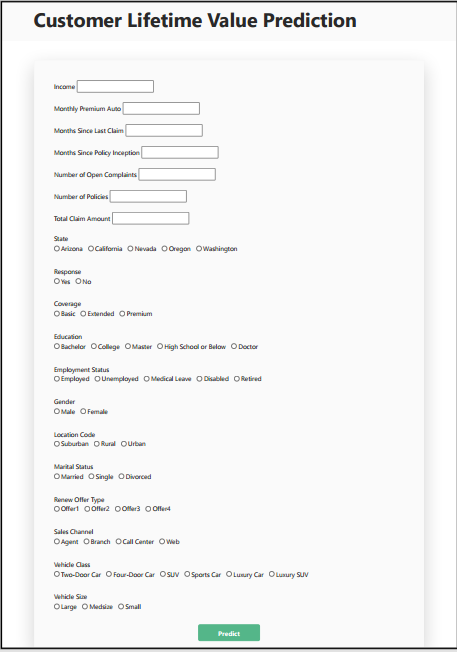 Customer Lifetime Value Prediction
Income
Monthly Premium Auto
Months Since Last Claim
Months Since Policy Inception
Number of Open Complaints
Number of Policies
Total Claim Amount
State
Arizona California Nevada Oregon Washington
Response
Yes No
Coverage
Basic Extended Premium
Education
Bachelor College Master High School or Below Doctor
Employment Status
Employed Unemployed Medical Leave Disabled Retired
Gender
Male Female
Location Code
Suburban Rural Urban
Marital Status
Married Single Divorced
Renew Offer Type
Offer1 Offer2 Offer3 Offer4
Sales Channel
Agent Branch Call Center Web
Vehicle Class
Two-Door Car Four-Door Car SUV Sports Car Luxury Car Luxury SUV
Vehicle Size
Large Medsize Small
Predict